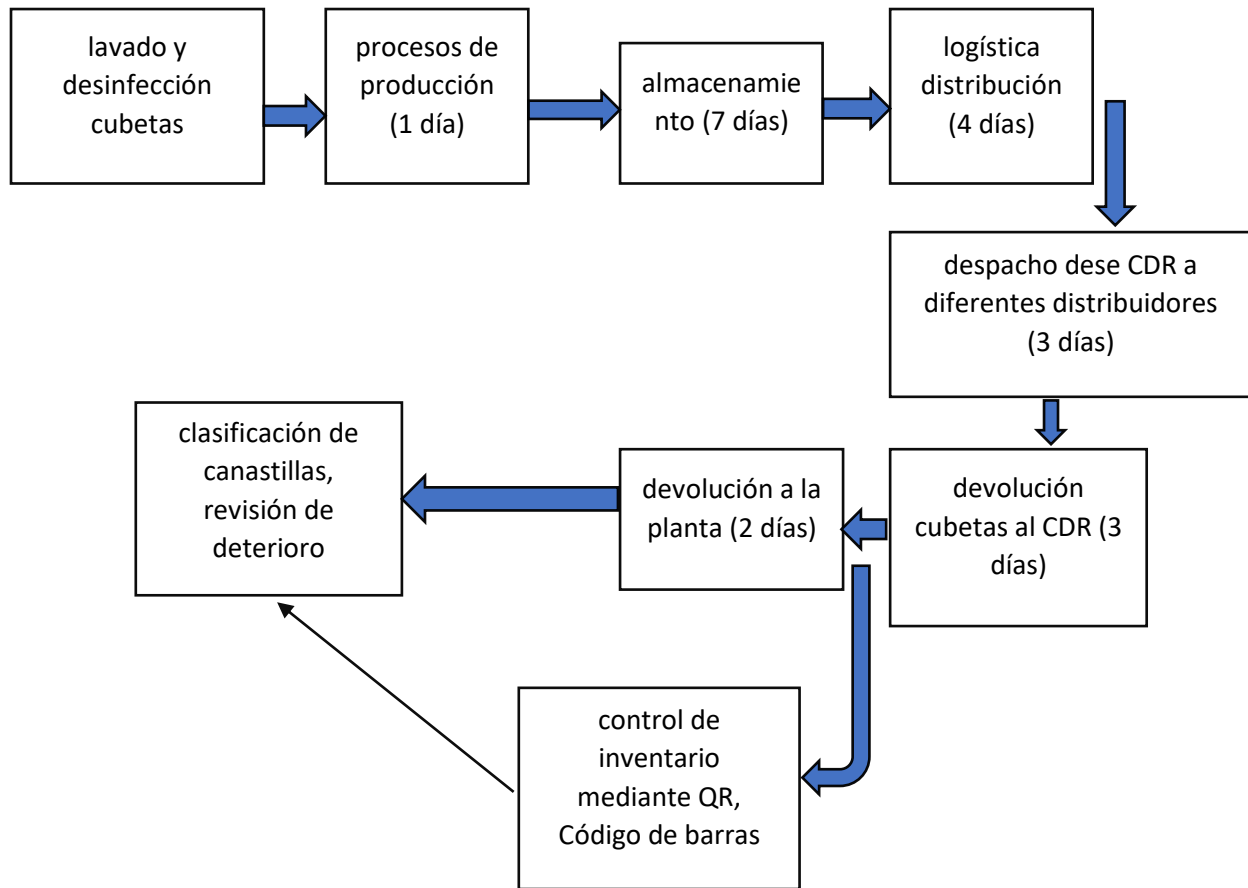 lavado y
desinfección
cubetas
procesos de
producción
(1 día)
almacenamie
nto (7 días)
logística
distribución
(4 días)
despacho dese CDR a
diferentes distribuidores
(3 días)
devolución
cubetas al CDR (3
días)
devolución a la
planta (2 días)
clasificación de
canastillas,
revisión de
deterioro
control de
inventario
mediante QR,
Código de barras